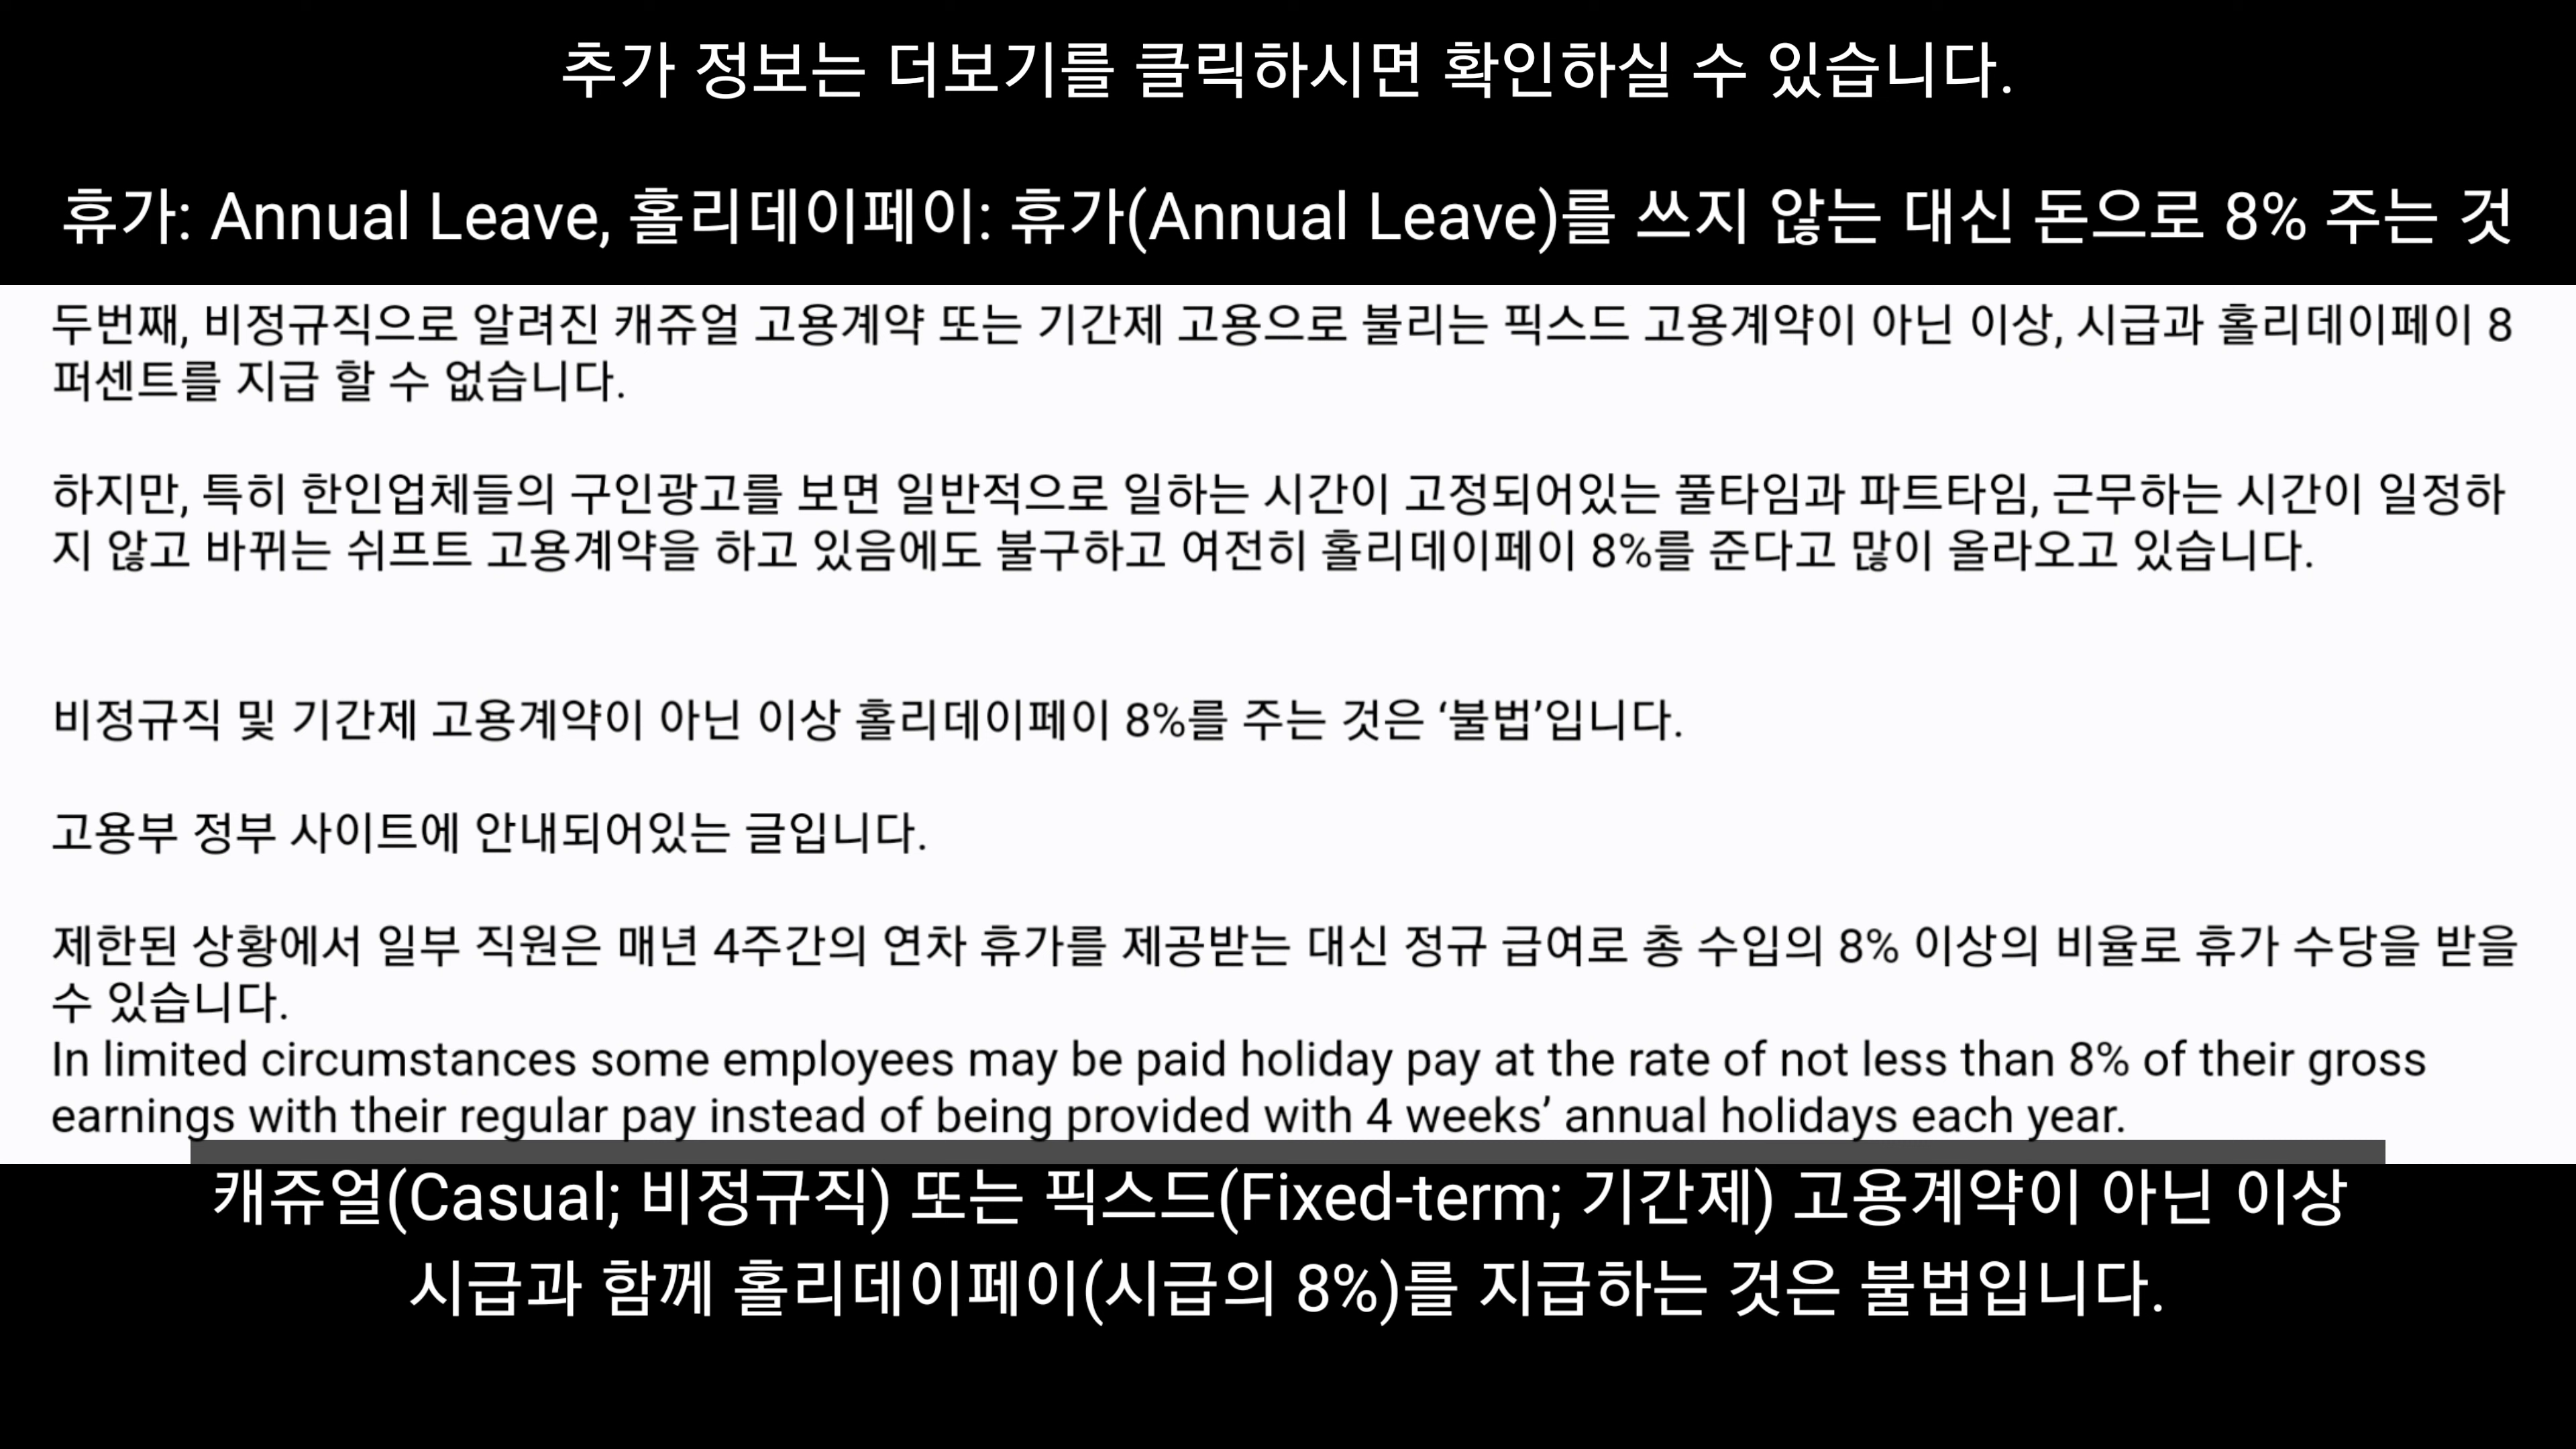 추가 정보는 더보기를 클릭하시면 확인하실 수 있습니다.
휴가: Annual Leave, 홀리데이페이: 휴가(Annual Leave)를 쓰지 않는 대신 돈으로 8% 주는 것
두번째, 비정규직으로 알려진 캐쥬얼 고용계약 또는 기간제 고용으로 불리는 픽스드 고용계약이 아닌 이상, 시급과 홀리데이페이 8
퍼센트를 지급 할 수 없습니다.
하지만, 특히 한인업체들의 구인광고를 보면 일반적으로 일하는 시간이 고정되어있는 풀타임과 파트타임, 근무하는 시간이 일정하
지 않고 바뀌는 쉬프트 고용계약을 하고 있음에도 불구하고 여전히 홀리데이페이 8%를 준다고 많이 올라오고 있습니다.
비정규직 및 기간제 고용계약이 아닌 이상 홀리데이페이 8%를 주는 것은 ‘불법’입니다.
고용부 정부 사이트에 안내되어있는 글입니다.
제한된 상황에서 일부 직원은 매년 4주간의 연차 휴가를 제공받는 대신 정규 급여로 총 수입의 8% 이상의 비율로 휴가 수당을 받을
수 있습니다.
In limited circumstances some employees may be paid holiday pay at the rate of not less than 8% of their gross
earnings with their regular pay instead of being provided with 4 weeks’ annual holidays each year.
캐쥬얼(Casual; 비정규직) 또는 픽스드(Fixed-term; 기간제) 고용계약이 아닌 이상
시급과 함께 홀리데이페이(시급의 8%)를 지급하는 것은 불법입니다.